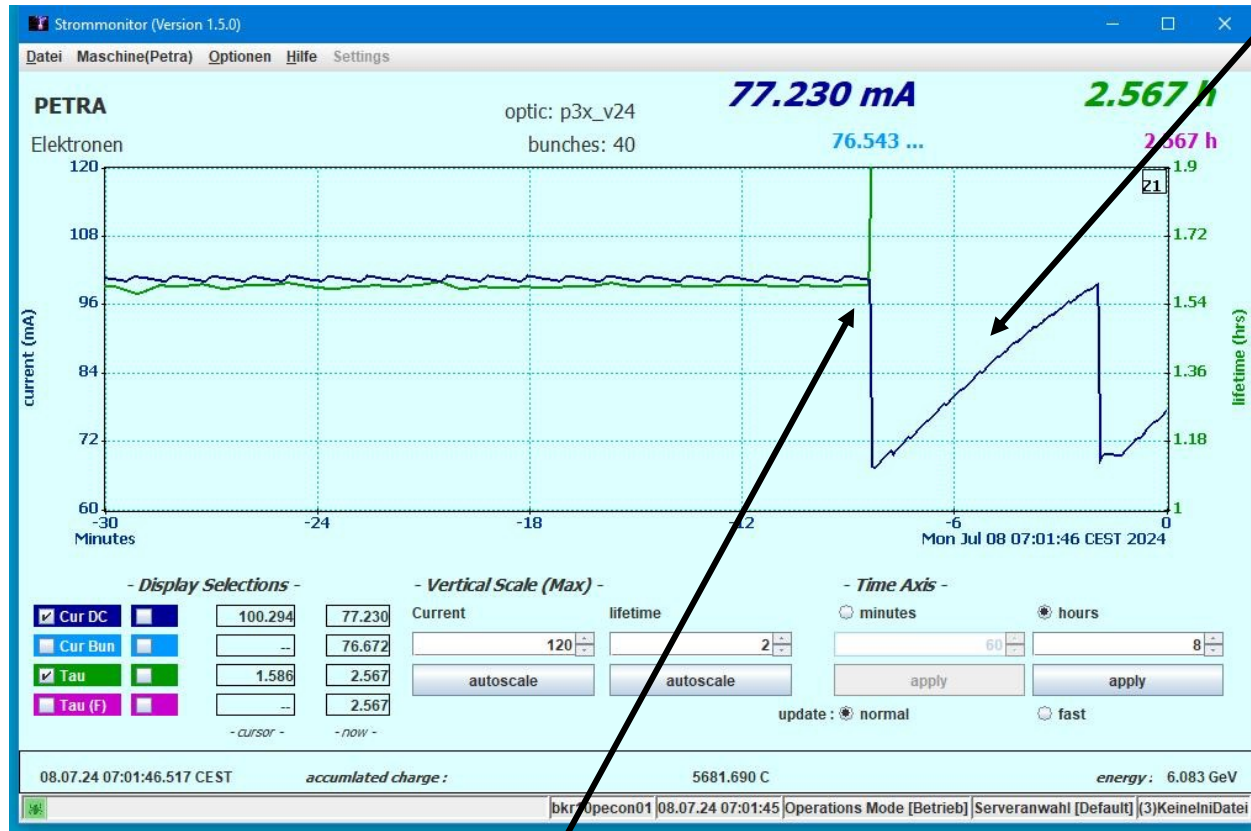 Strommonitor (Version 1.5.0)
Datei Maschine(Petra) Optionen Hilfe Settings
PETRA optic: p3x_v24 77.230 mA 2.567 h
Elektronen bunches: 40 76.543 ... 2.567 h
120 1.9
21
108 1.72
96 1.54
current (mA) lifetime (hrs)
84 1.36
72 1.18
60 1
-30 -24 -18 -12 -6 0
Minutes Mon Jul 08 07:01:46 CEST 2024
- Display Selections - - Vertical Scale (Max) - - Time Axis -
Cur DC 100.294 77.230 Current lifetime minutes hours
Cur Bun -- 76.672 120 2 60 8
Tau 1.586 2.567 autoscale autoscale apply apply
Tau (F) -- 2.567 update : normal fast
- cursor - - now -
08.07.24 07:01:46.517 CEST accumlated charge : 5681.690 C energy : 6.083 GeV
bkr10pecon01 08.07.24 07:01:45 Operations Mode [Betrieb] Serveranwahl [Default] (3)KeineIniDatei